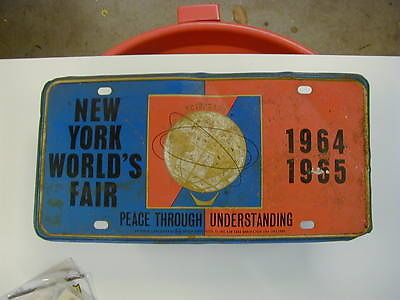 NEW
YORK
WORLD'S
FAIR
1964
1965
PEACE THROUGH UNDERSTANDING